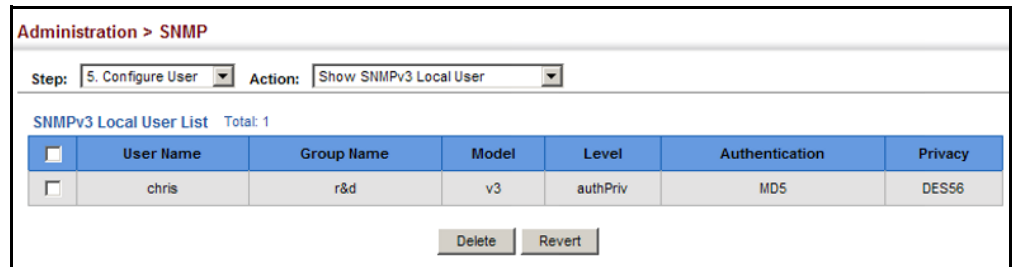 Administration > SNMP
Step: 5. Configure User Action: Show SNMPv3 Local User
SNMPv3 Local User List Total: 1
User Name Group Name Model Level Authentication Privacy
chris r&d v3 authPriv MD5 DES56
Delete Revert